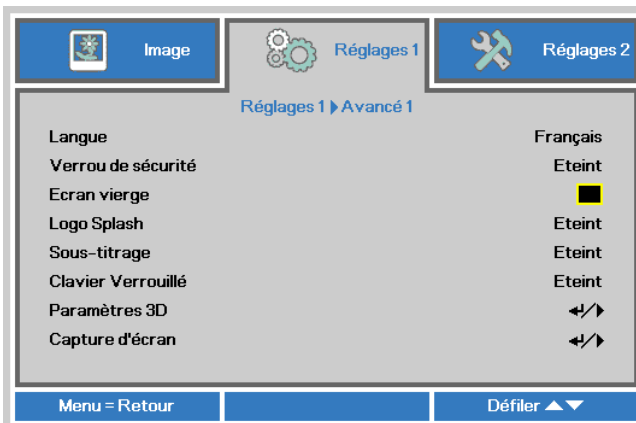 Image
Réglages 1
Réglages 2
Réglages 1 Avancé 1
Langue Français
Verrou de sécurité Eteint
Ecran vierge
Logo Splash Eteint
Sous-titrage Eteint
Clavier Verrouillé Eteint
Paramètres 3D /
Capture d'écran /
Menu = Retour
Défiler